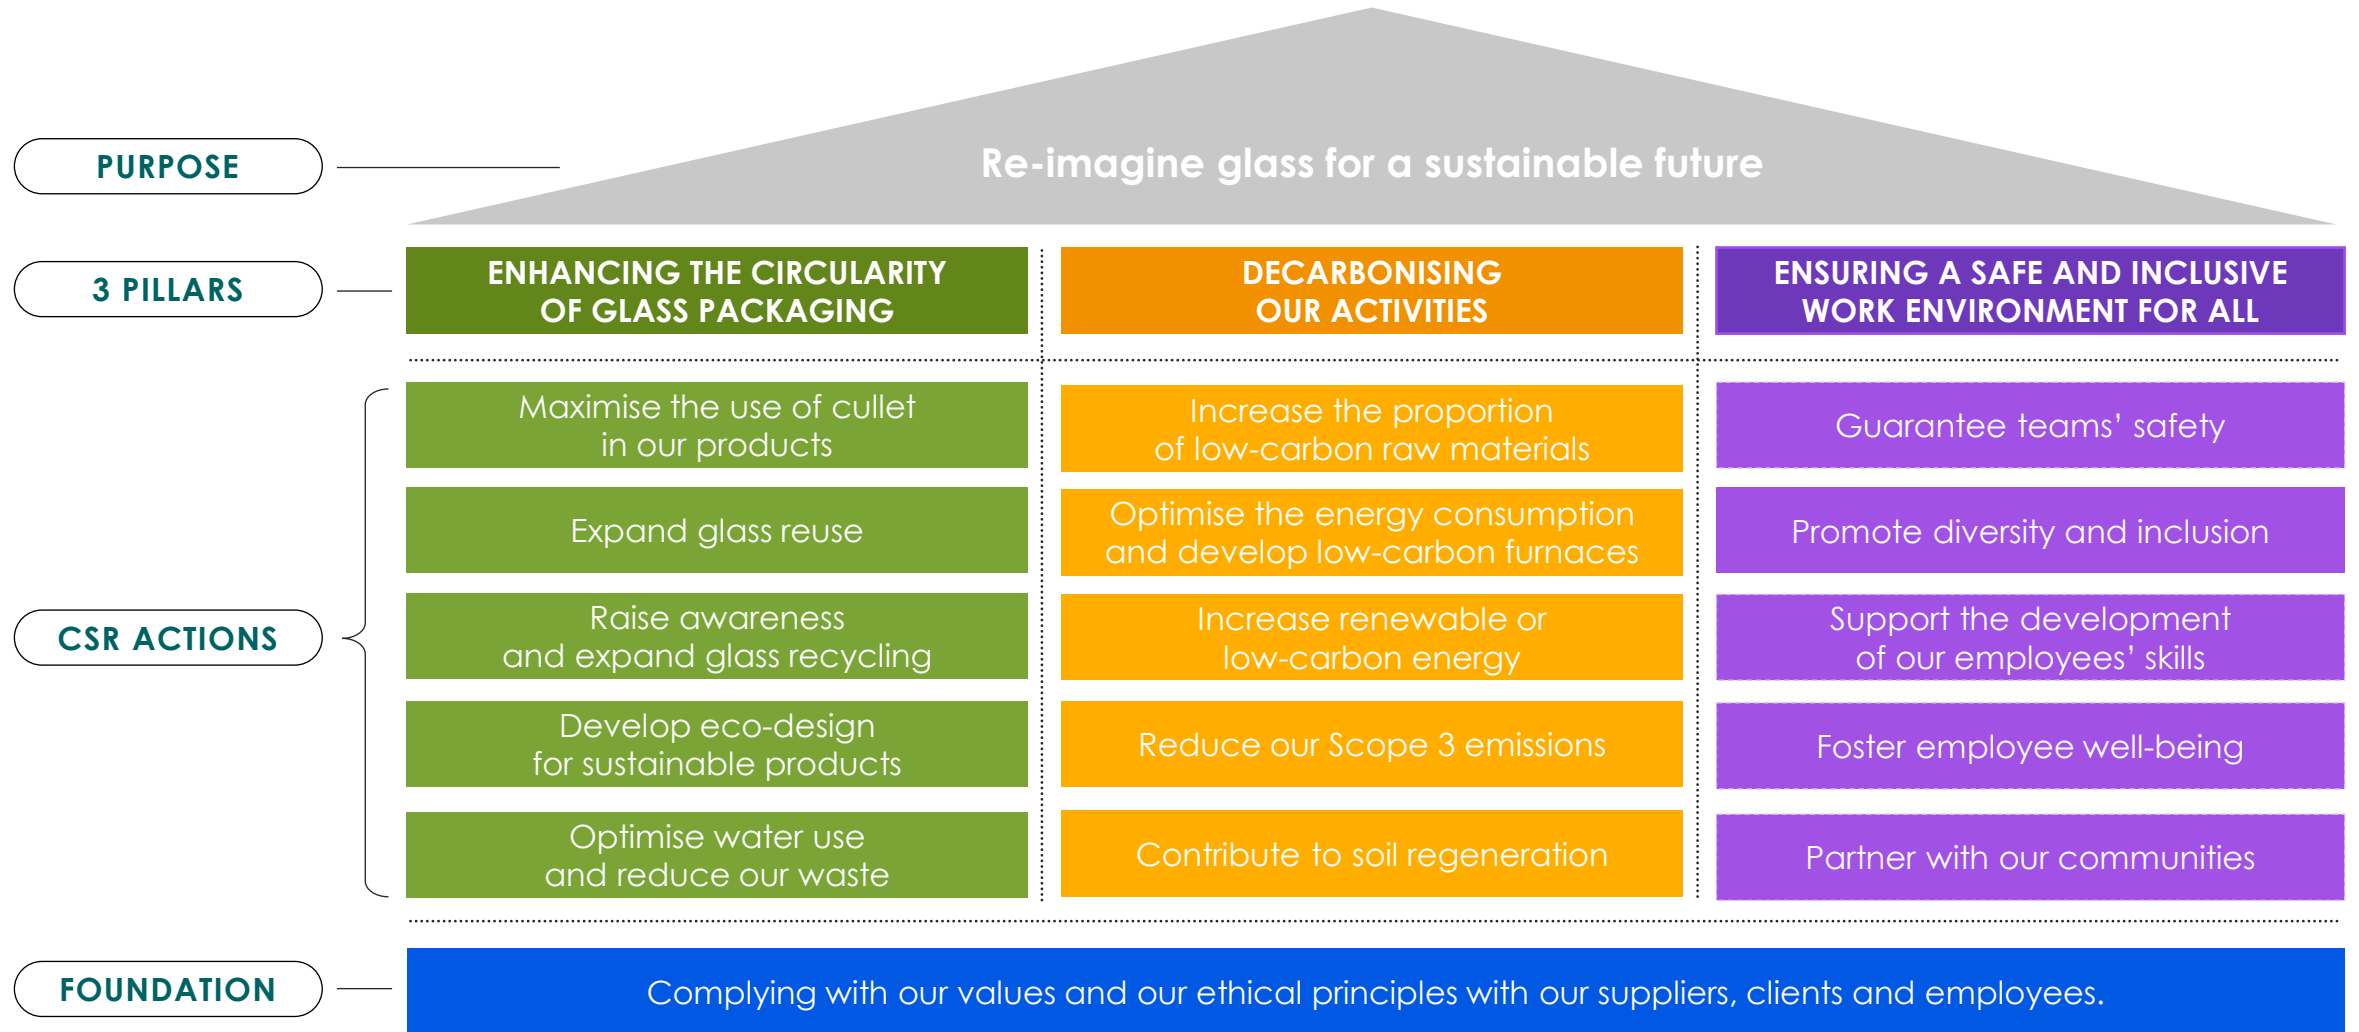 PURPOSE
Re-imagine glass for a sustainable future
3 PILLARS
ENHANCING THE CIRCULARITY
OF GLASS PACKAGING
DECARBONISING
OUR ACTIVITIES
ENSURING A SAFE AND INCLUSIVE
WORK ENVIRONMENT FOR ALL
CSR ACTIONS
Maximise the use of cullet
in our products
Expand glass reuse
Raise awareness
and expand glass recycling
Develop eco-design
for sustainable products
Optimise water use
and reduce our waste
Increase the proportion
of low-carbon raw materials
Optimise the energy consumption
and develop low-carbon furnaces
Increase renewable or
low-carbon energy
Reduce our Scope 3 emissions
Contribute to soil regeneration
Guarantee teams’ safety
Promote diversity and inclusion
Support the development
of our employees’ skills
Foster employee well-being
Partner with our communities
FOUNDATION
Complying with our values and our ethical principles with our suppliers, clients and employees.